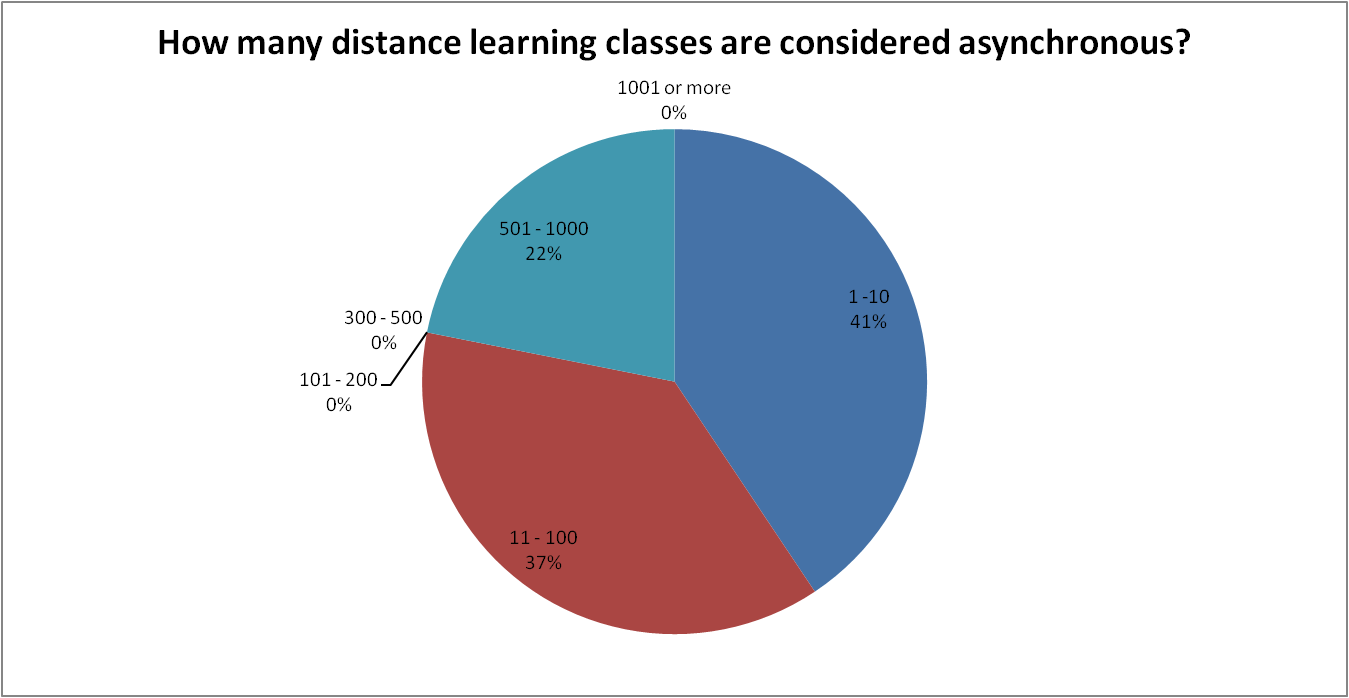 How many distance learning classes are considered asynchronous?
1001 or more
0%
501 - 1000
22%
1 -10
41%
300 - 500
0%
101 - 200
0%
11 - 100
37%